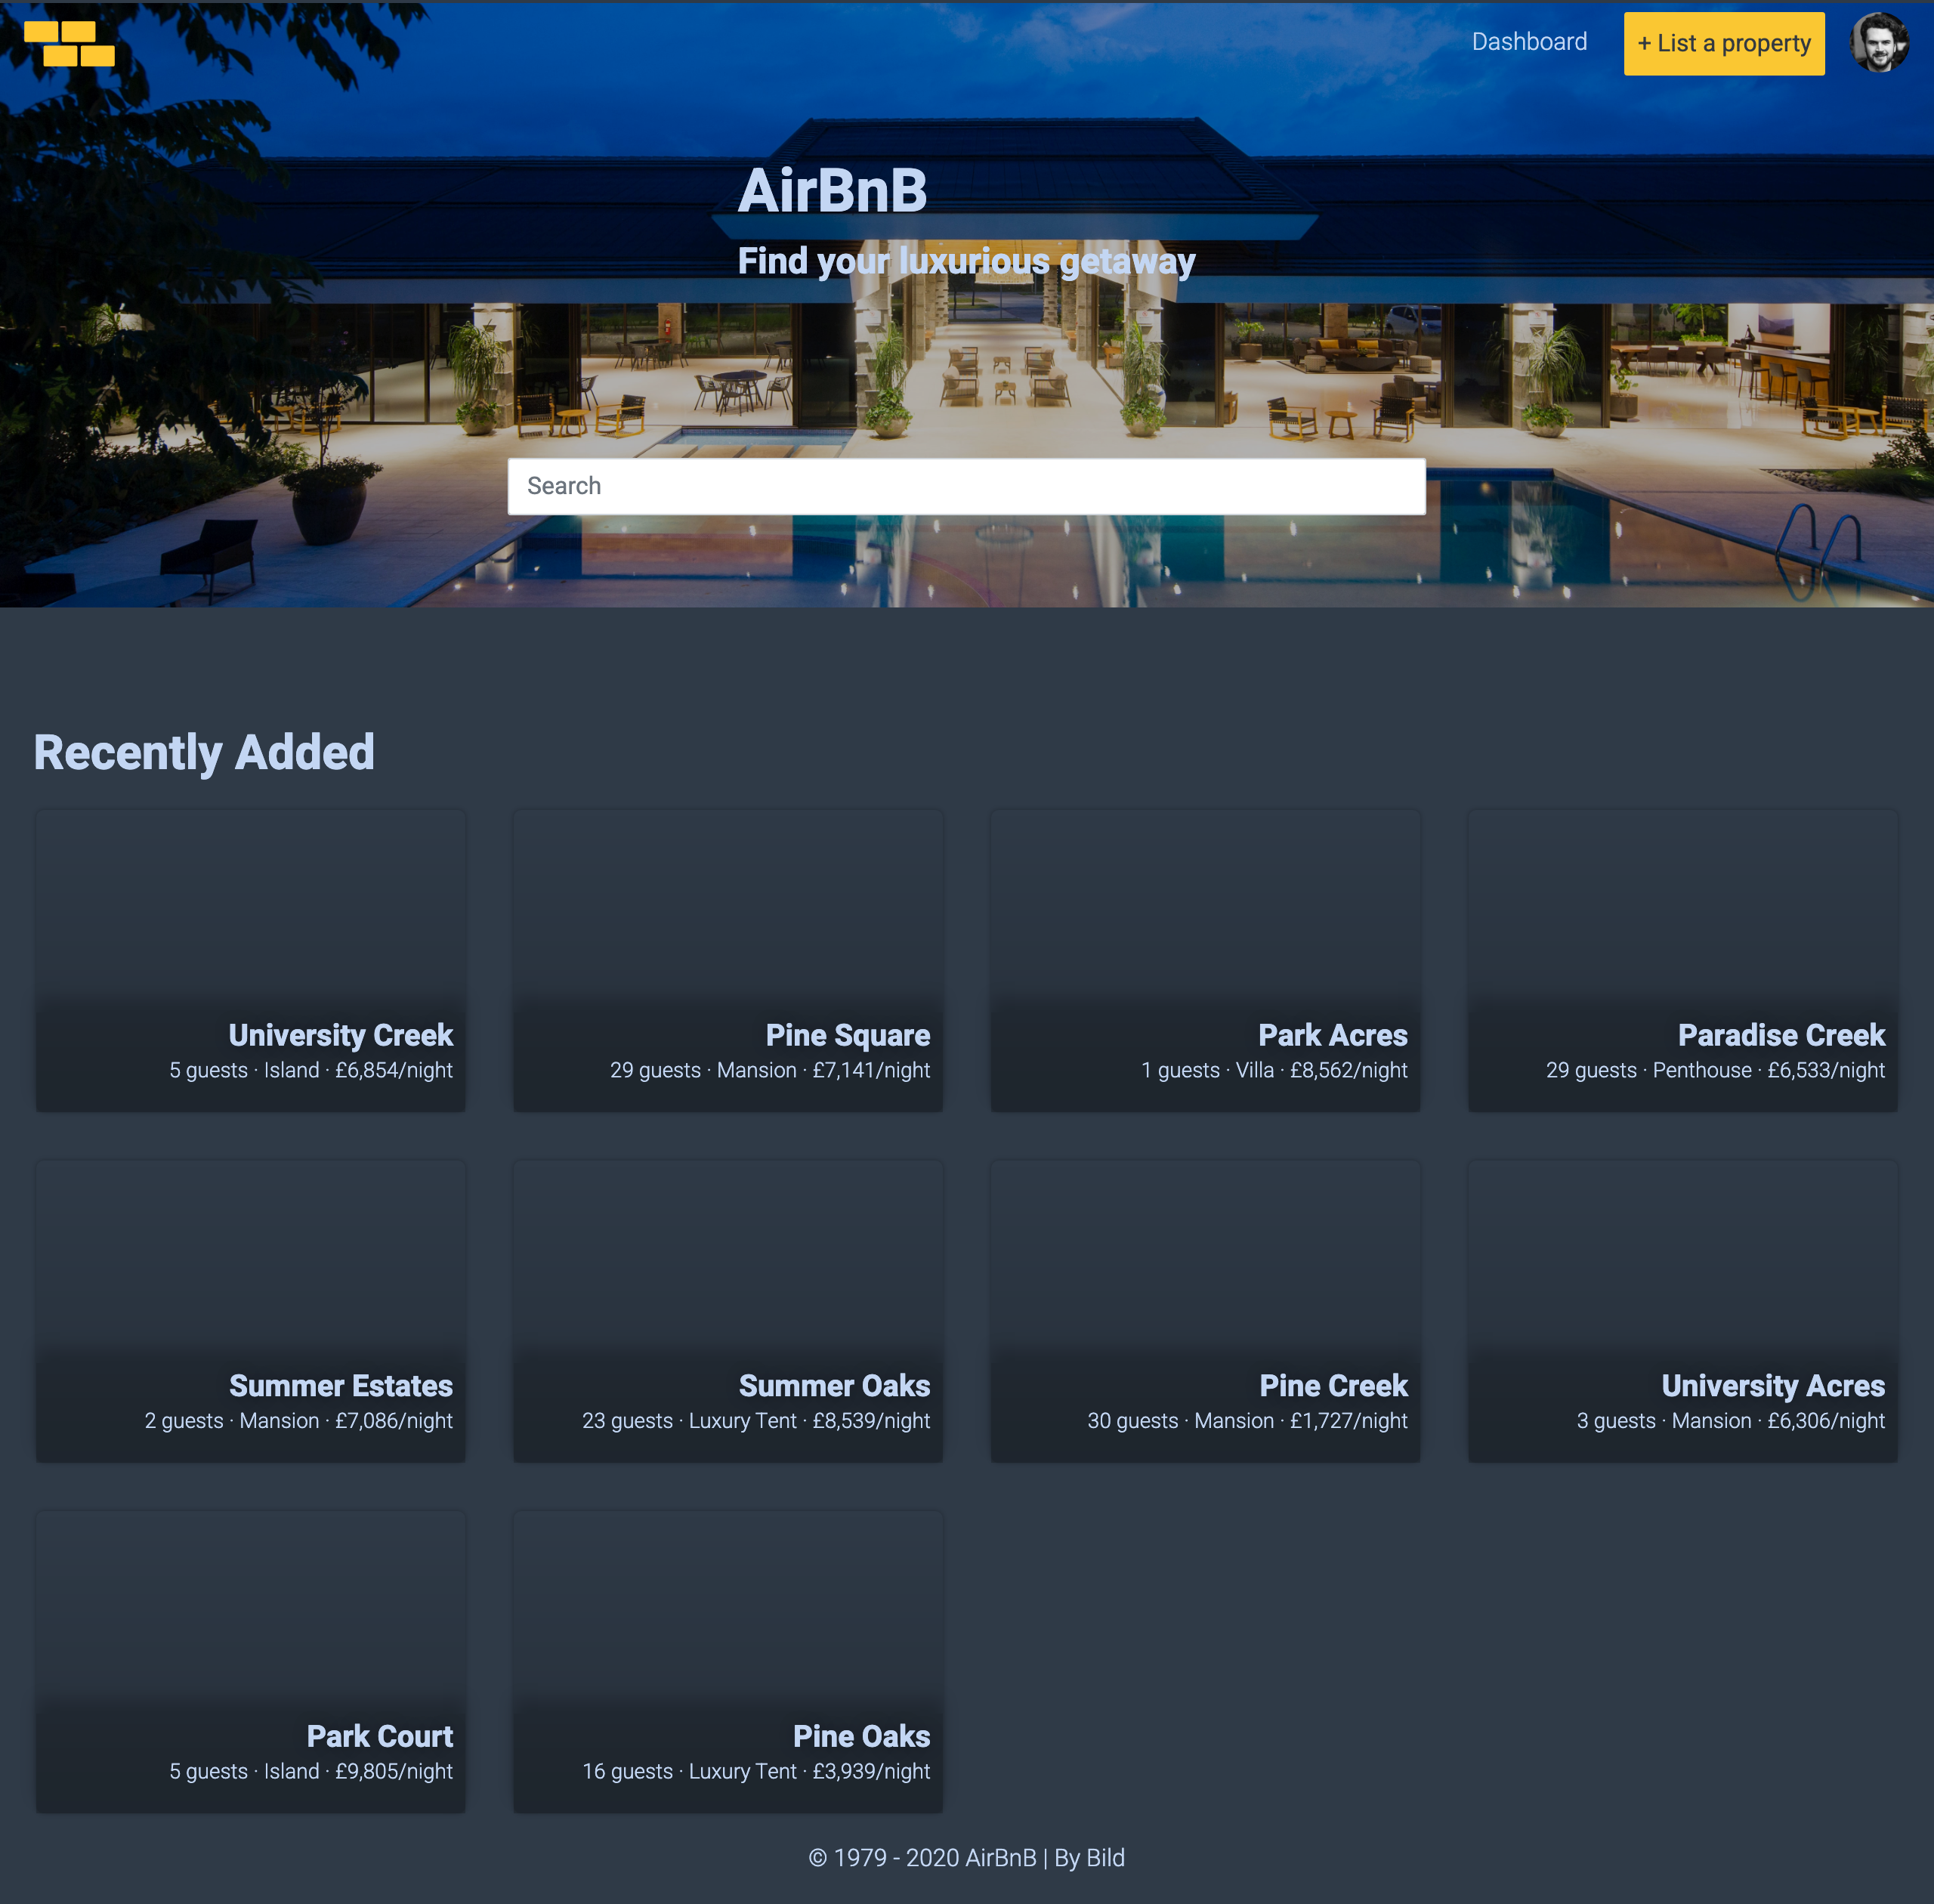 Dashboard
+ List a property
AirBnB
Find your luxurious getaway
Search
Recently Added
University Creek
5 guests · Island · £6,854/night
Pine Square
29 guests · Mansion · £7,141/night
Park Acres
1 guests · Villa · £8,562/night
Paradise Creek
29 guests · Penthouse · £6,533/night
Summer Estates
2 guests · Mansion · £7,086/night
Summer Oaks
23 guests · Luxury Tent · £8,539/night
Pine Creek
30 guests · Mansion · £1,727/night
University Acres
3 guests · Mansion · £6,306/night
Park Court
5 guests · Island · £9,805/night
Pine Oaks
16 guests · Luxury Tent · £3,939/night
© 1979 - 2020 AirBnB | By Bild